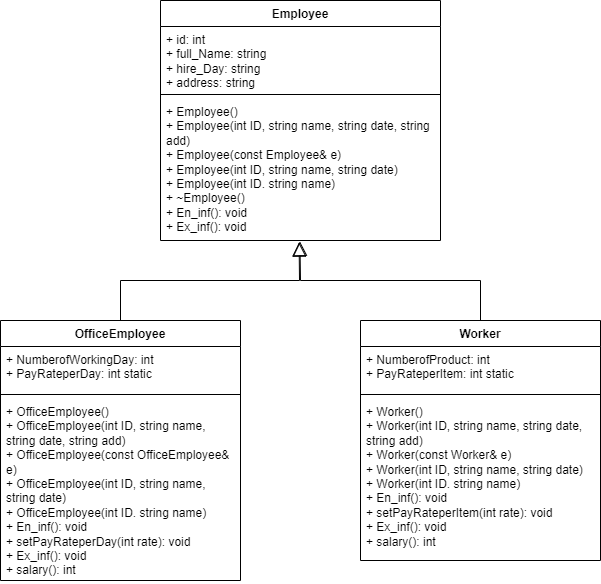 Employee
+ id: int
+ full_Name: string
+ hire_Day: string
+ address: string
+ Employee()
+ Employee(int ID, string name, string date, string
add)
+ Employee(const Employee& e)
+ Employee(int ID, string name, string date)
+ Employee(int ID. string name)
+ ~Employee()
+ En_inf(): void
+ Ex_inf(): void
OfficeEmployee
+ NumberofWorkingDay: int
+ PayRateperDay: int static
+ OfficeEmployee()
+ OfficeEmployee(int ID, string name,
string date, string add)
+ OfficeEmployee(const OfficeEmployee&
e)
+ OfficeEmployee(int ID, string name,
string date)
+ OfficeEmployee(int ID. string name)
+ En_inf(): void
+ setPayRateperDay(int rate): void
+ Ex_inf(): void
+ salary(): int
Worker
+ NumberofProduct: int
+ PayRateperItem: int static
+ Worker()
+ Worker(int ID, string name, string date,
string add)
+ Worker(const Worker& e)
+ Worker(int ID, string name, string date)
+ Worker(int ID. string name)
+ En_inf(): void
+ setPayRateperItem(int rate): void
+ Ex_inf(): void
+ salary(): int